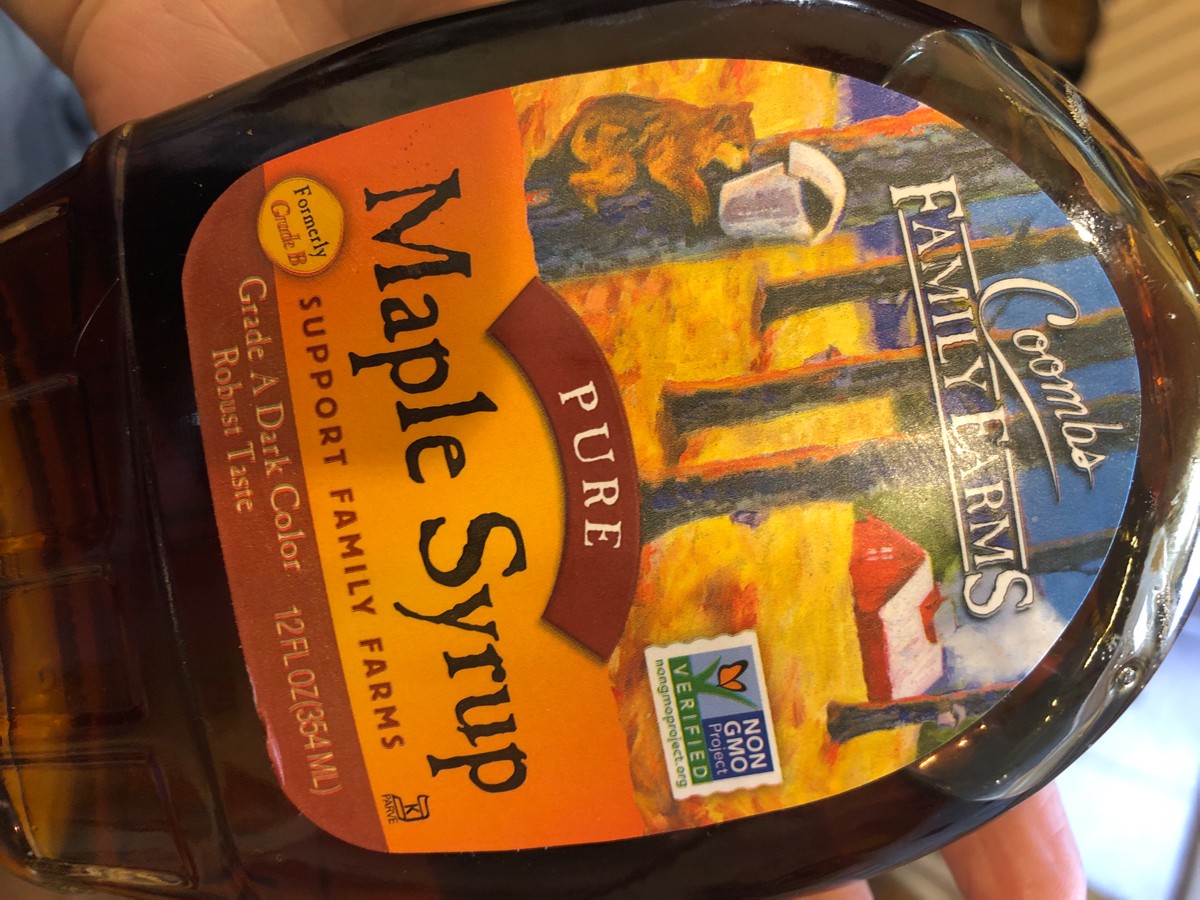 Coombs
FAMILY FARMS
PURE
NON
GMO
Project
VERIFIED
nongmoproject.org
Maple Syrup
SUPPORT FAMILY FARMS
Formerly
Grade B
K
PARVE
Grade A Dark Color 12 FL OZ (354 ML)
Robust Taste